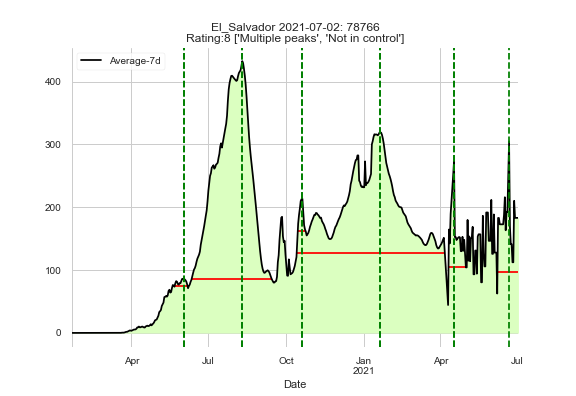 El_Salvador 2021-07-02: 78766
Rating:8 ['Multiple peaks', 'Not in control']
Average-7d
400
300
200
100
0
Apr
Jul
Oct
Jan
2021
Apr
Jul
Date